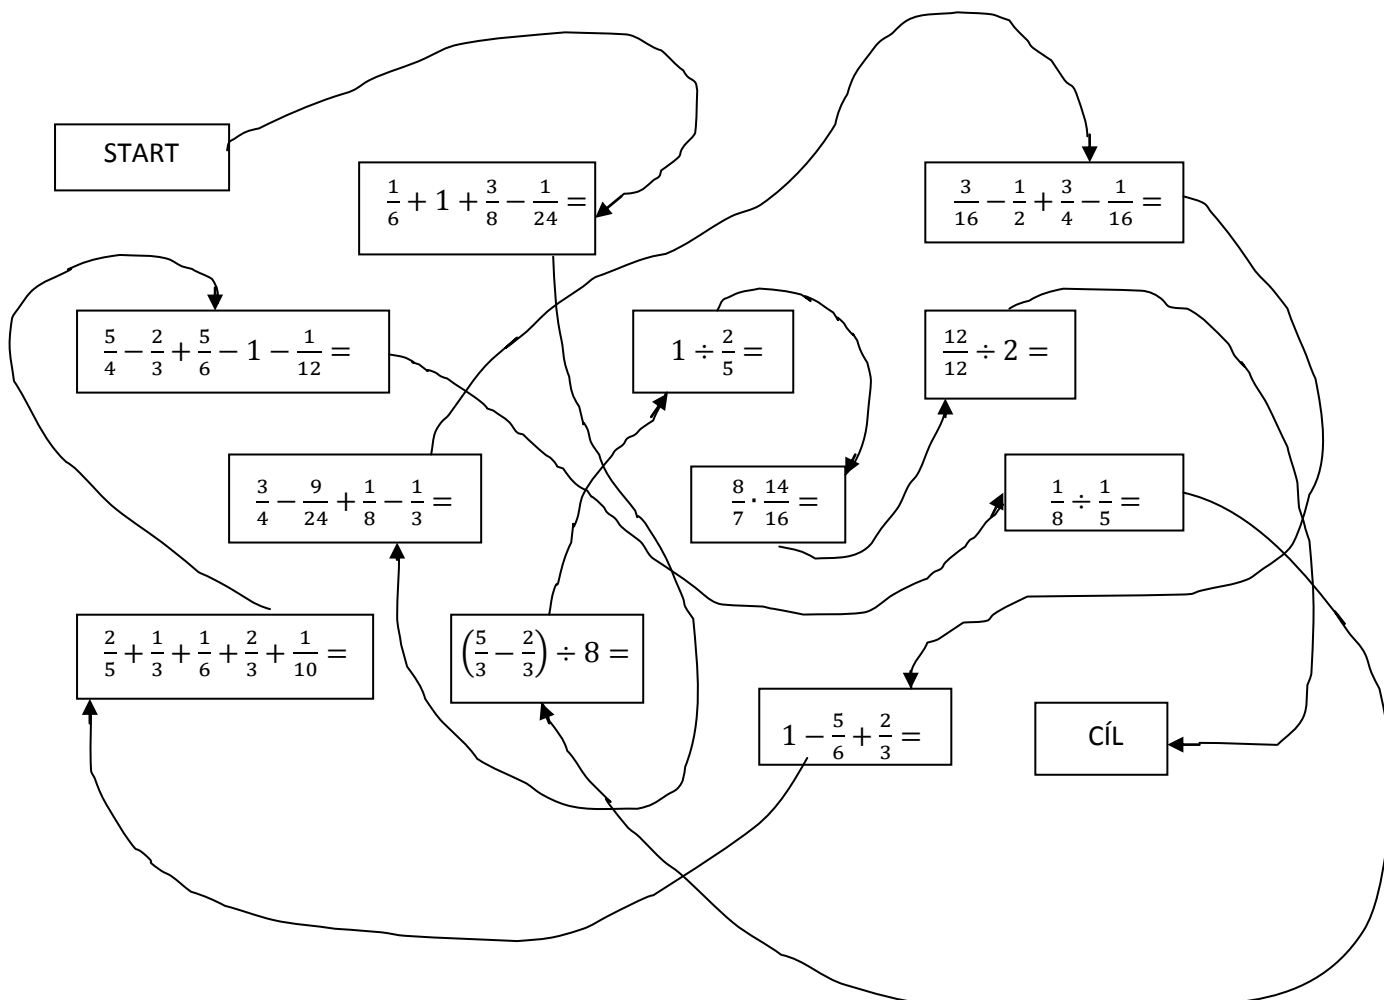 START
1/6 + 1 + 3/8 − 1/24 =
3/16 − 1/2 + 3/4 − 1/16 =
5/4 − 2/3 + 5/6 − 1 − 1/12 =
1 ÷ 2/5 =
12/12 ÷ 2 =
3/4 − 9/24 + 1/8 − 1/3 =
8/7 · 14/16 =
1/8 ÷ 1/5 =
2/5 + 1/3 + 1/6 + 2/3 + 1/10 =
(5/3 − 2/3) ÷ 8 =
1 − 5/6 + 2/3 =
CÍL